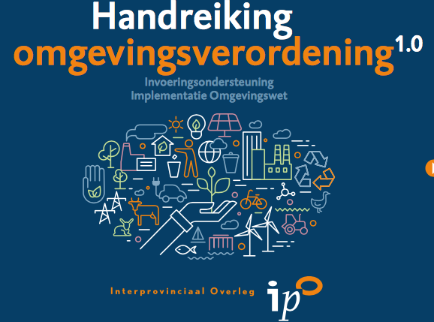 Handreiking
omgevingsverordening1.0
Invoeringsondersteuning
Implementatie Omgevingswet
Interprovinciaal Overleg
ipo